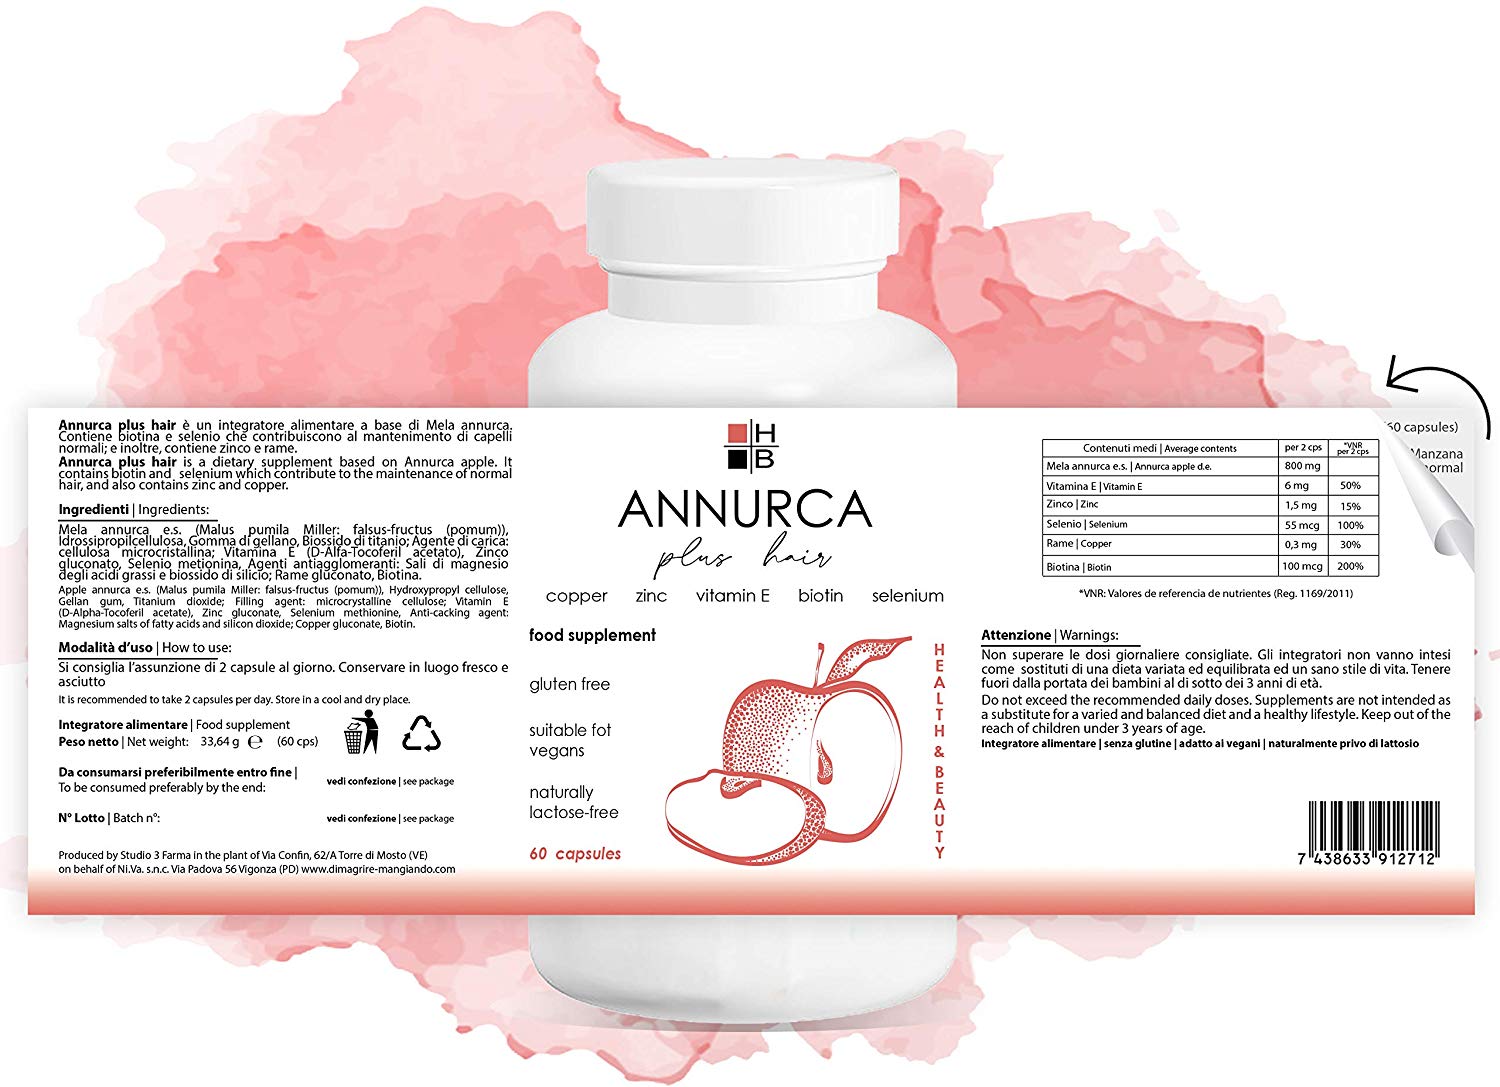 Annurca plus hair è un integratore alimentare a base di Mela annurca.
Contiene biotina e selenio che contribuiscono al mantenimento di capelli
normali; e inoltre, contiene zinco e rame.
Annurca plus hair is a dietary supplement based on Annurca apple. It
contains biotin and selenium which contribute to the maintenance of normal
hair, and also contains zinc and copper.
Ingredienti | Ingredients:
Mela annurca e.s. (Malus pumila Miller: falsus-fructus (pomum)),
Idrossipropilcellulosa, Gomma di gellano, Biossido di titanio; Agente di carica:
cellulosa microcristallina; Vitamina E (D-Alfa-Tocoferil acetato), Zinco
gluconato, Selenio metionina, Agenti antiagglomeranti: Sali di magnesio
degli acidi grassi e biossido di silicio; Rame gluconato, Biotina.
Apple annurca e.s. (Malus pumila Miller: falsus-fructus (pomum)), Hydroxypropyl cellulose,
Gellan gum, Titanium dioxide; Filling agent: microcrystalline cellulose; Vitamin E
(D-Alpha-Tocoferil acetate), Zinc gluconate, Selenium methionine, Anti-cacking agent:
Magnesium salts of fatty acids and silicon dioxide; Copper gluconate, Biotin.
Modalità d'uso | How to use:
Si consiglia l'assunzione di 2 capsule al giorno. Conservare in luogo fresco e
asciutto
It is recommended to take 2 capsules per day. Store in a cool and dry place.
Integratore alimentare | Food supplement
Peso netto | Net weight: 33,64 g ℮ (60 cps)
Da consumarsi preferibilmente entro fine |
To be consumed preferably by the end:
vedi confezione | see package
N° Lotto | Batch n°:
vedi confezione | see package
Produced by Studio 3 Farma in the plant of Via Confin, 62/A Torre di Mosto (VE)
on behalf of Ni.Va. s.n.c. Via Padova 56 Vigonza (PD) www.dimagrire-mangiando.com
H
B
ANNURCA
plus hair
copper zinc vitamin E biotin selenium
food supplement
gluten free
suitable fot
vegans
naturally
lactose-free
60 capsules
HEALTH & BEAUTY
Contenuti medi | Average contents per 2 cps *VNR
per 2 cps
Mela annurca e.s. | Annurca apple d.e. 800 mg
Vitamina E | Vitamin E 6 mg 50%
Zinco | Zinc 1,5 mg 15%
Selenio | Selenium 55 mcg 100%
Rame | Copper 0,3 mg 30%
Biotina | Biotin 100 mcg 200%
*VNR: Valores de referencia de nutrientes (Reg. 1169/2011)
Attenzione | Warnings:
Non superare le dosi giornaliere consigliate. Gli integratori non vanno intesi
come sostituti di una dieta variata ed equilibrata ed un sano stile di vita. Tenere
fuori dalla portata dei bambini al di sotto dei 3 anni di età.
Do not exceed the recommended daily doses. Supplements are not intended as
a substitute for a varied and balanced diet and a healthy lifestyle. Keep out of the
reach of children under 3 years of age.
Integratore alimentare | senza glutine | adatto ai vegani | naturalmente privo di lattosio
7 438633 912712
60 capsules)
Manzana
normal